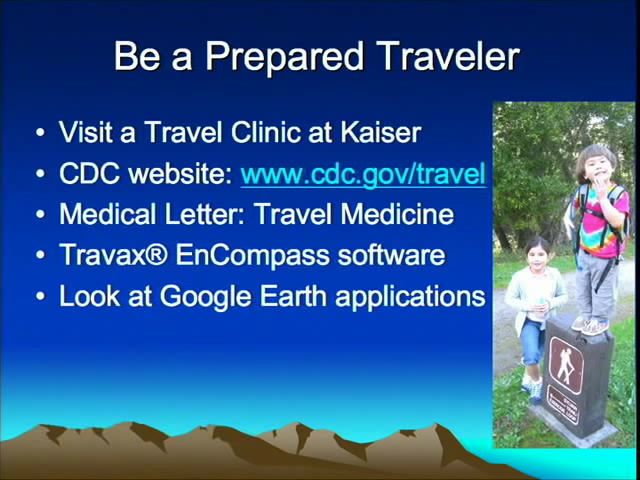 Be a Prepared Traveler
• Visit a Travel Clinic at Kaiser
• CDC website: www.cdc.gov/travel
• Medical Letter: Travel Medicine
• Travax® EnCompass software
• Look at Google Earth applications